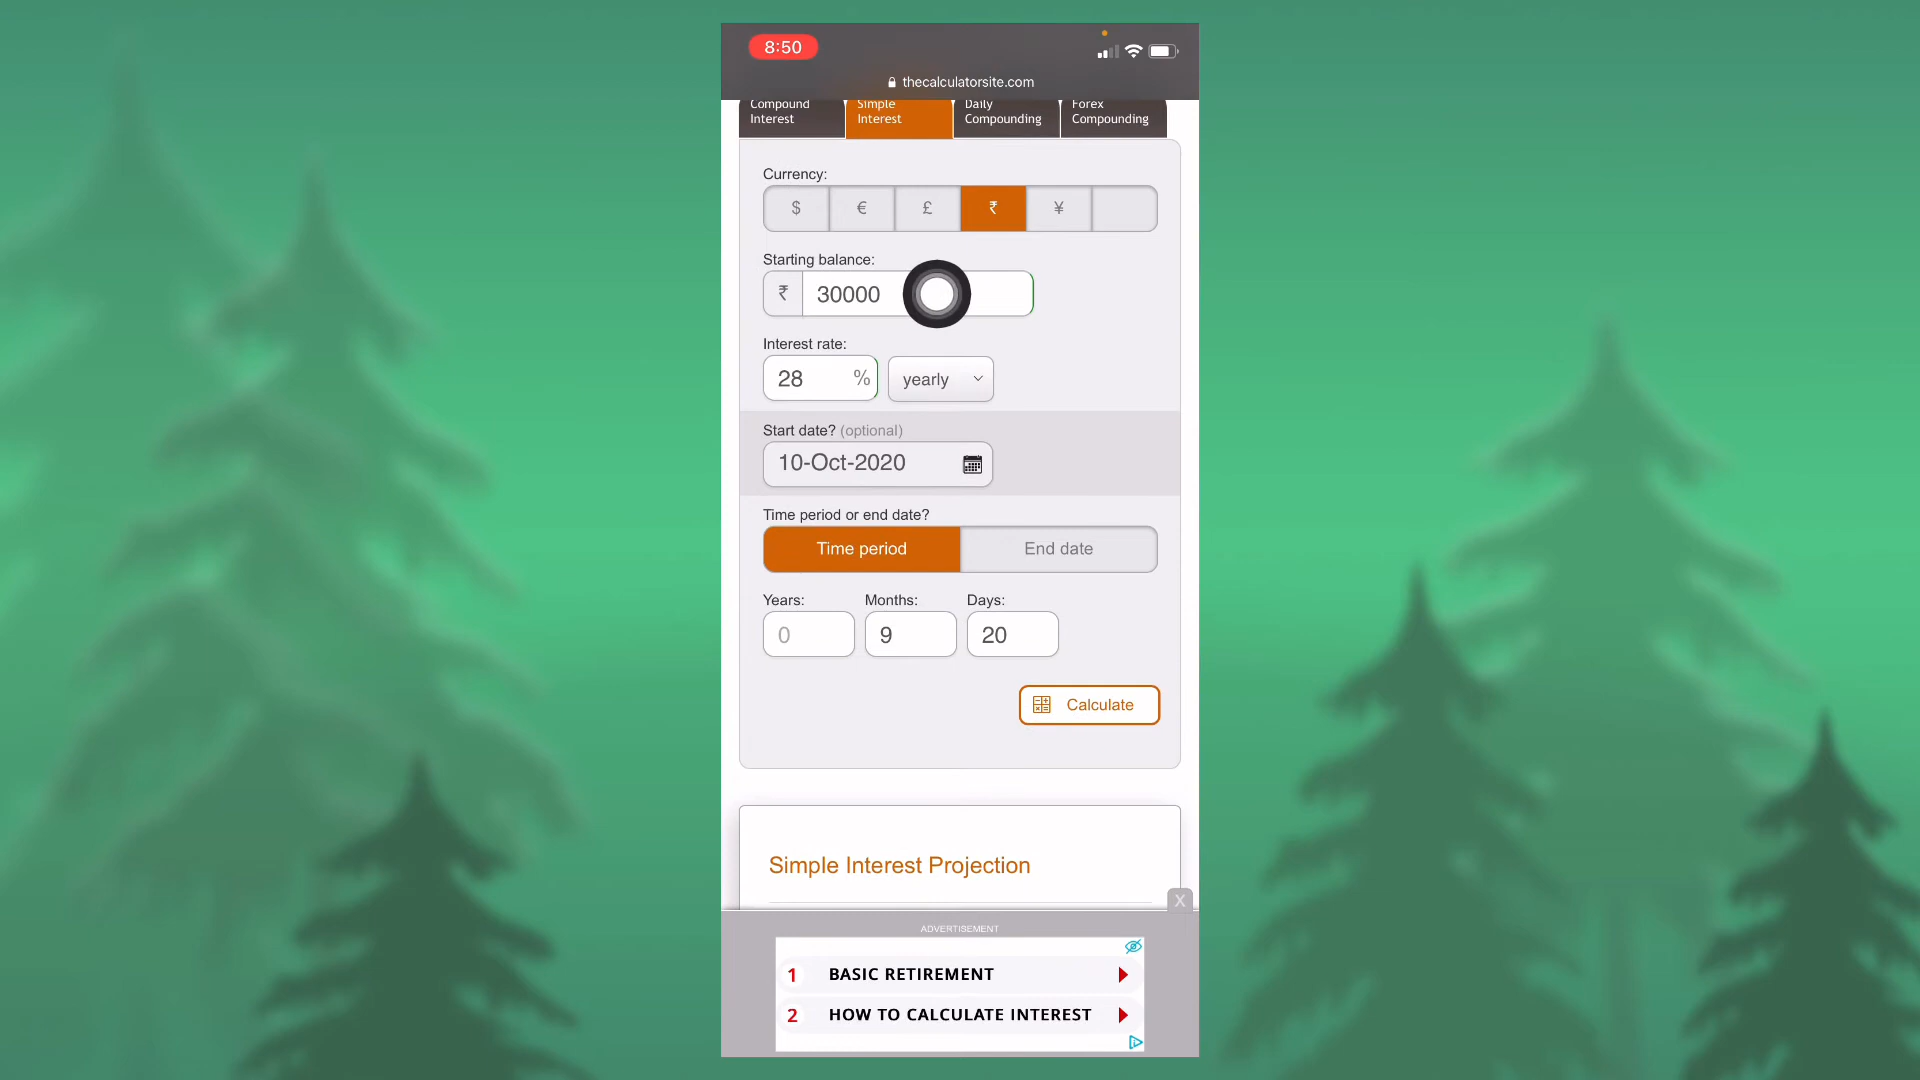 8:50
thecalculatorsite.com
Compound Interest
Simple Interest
Daily Compounding
Forex Compounding
Currency:
$ € £ ₹ ¥
Starting balance:
₹ 30000
Interest rate:
28 % yearly
Start date? (optional)
10-Oct-2020
Time period or end date?
Time period End date
Years: Months: Days:
0 9 20
Calculate
Simple Interest Projection
X
ADVERTISEMENT
1 BASIC RETIREMENT
2 HOW TO CALCULATE INTEREST